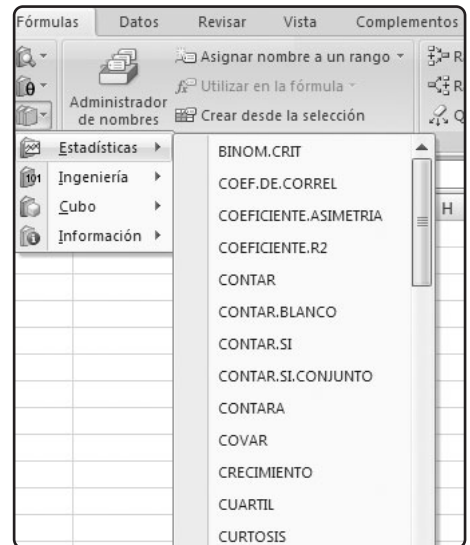 Fórmulas Datos Revisar Vista Complementos
Asignar nombre a un rango
Utilizar en la fórmula
Crear desde la selección
Administrador
de nombres
R
R
Q
Estadísticas
Ingeniería
Cubo
Información
H
BINOM.CRIT
COEF.DE.CORREL
COEFICIENTE.ASIMETRIA
COEFICIENTE.R2
CONTAR
CONTAR.BLANCO
CONTAR.SI
CONTAR.SI.CONJUNTO
CONTARA
COVAR
CRECIMIENTO
CUARTIL
CURTOSIS